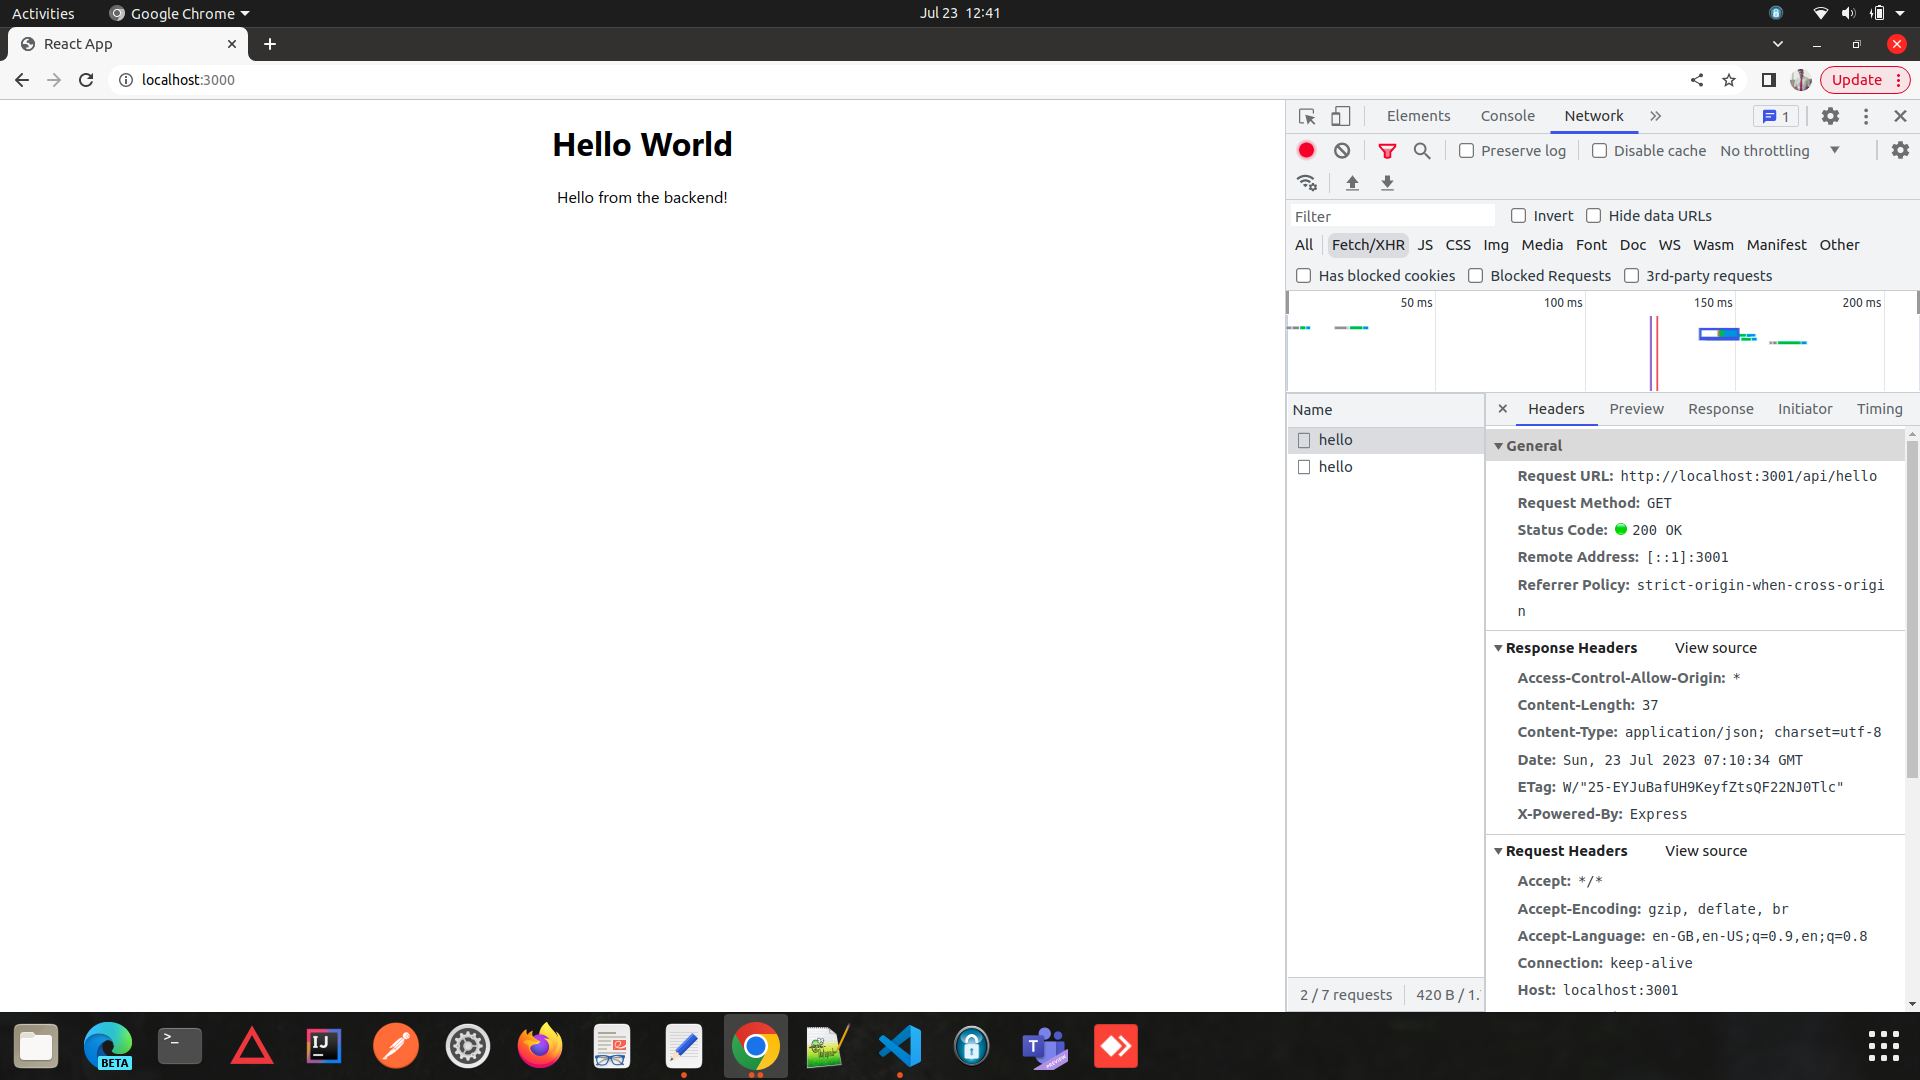 Activities
Google Chrome
Jul 23 12:41
React App
localhost:3000
Update
Hello World
Hello from the backend!
Elements Console Network
1
Preserve log Disable cache No throttling
Filter
Invert Hide data URLs
All Fetch/XHR JS CSS Img Media Font Doc WS Wasm Manifest Other
Has blocked cookies Blocked Requests 3rd-party requests
50 ms 100 ms 150 ms 200 ms
Name
hello
hello
2 / 7 requests 420 B / 1.
Headers Preview Response Initiator Timing
General
Request URL: http://localhost:3001/api/hello
Request Method: GET
Status Code: 200 OK
Remote Address: [::1]:3001
Referrer Policy: strict-origin-when-cross-origi
n
Response Headers View source
Access-Control-Allow-Origin: *
Content-Length: 37
Content-Type: application/json; charset=utf-8
Date: Sun, 23 Jul 2023 07:10:34 GMT
ETag: W/"25-EYJuBafUH9KeyfZtsQF22NJ0Tlc"
X-Powered-By: Express
Request Headers View source
Accept: */*
Accept-Encoding: gzip, deflate, br
Accept-Language: en-GB,en-US;q=0.9,en;q=0.8
Connection: keep-alive
Host: localhost:3001
BETA
>_
IJ
T
PREVIEW